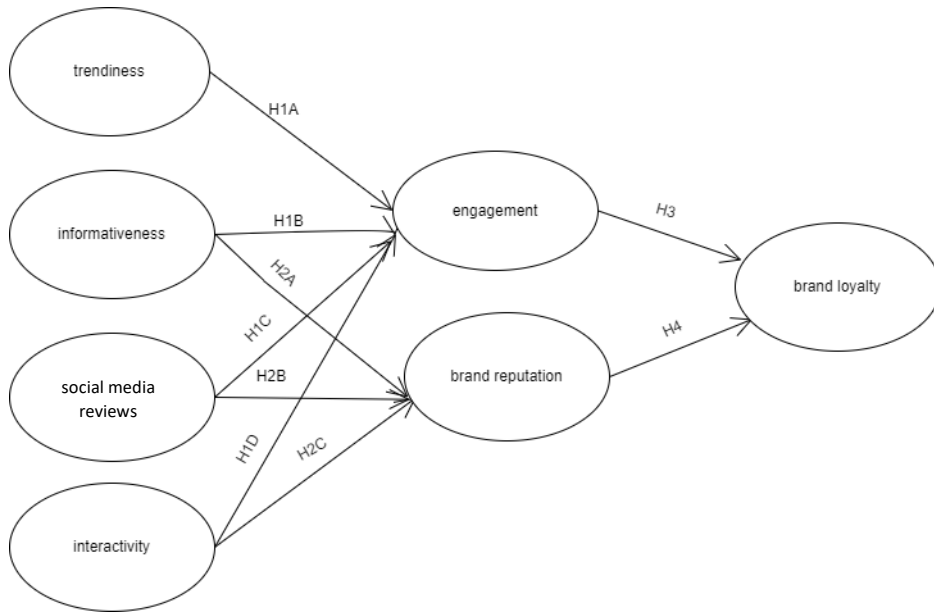 trendiness
H1A
engagement
H3
informativeness
H1B
H2A
brand loyalty
H1C
H4
social media
reviews
H2B
brand reputation
H1D
H2C
interactivity